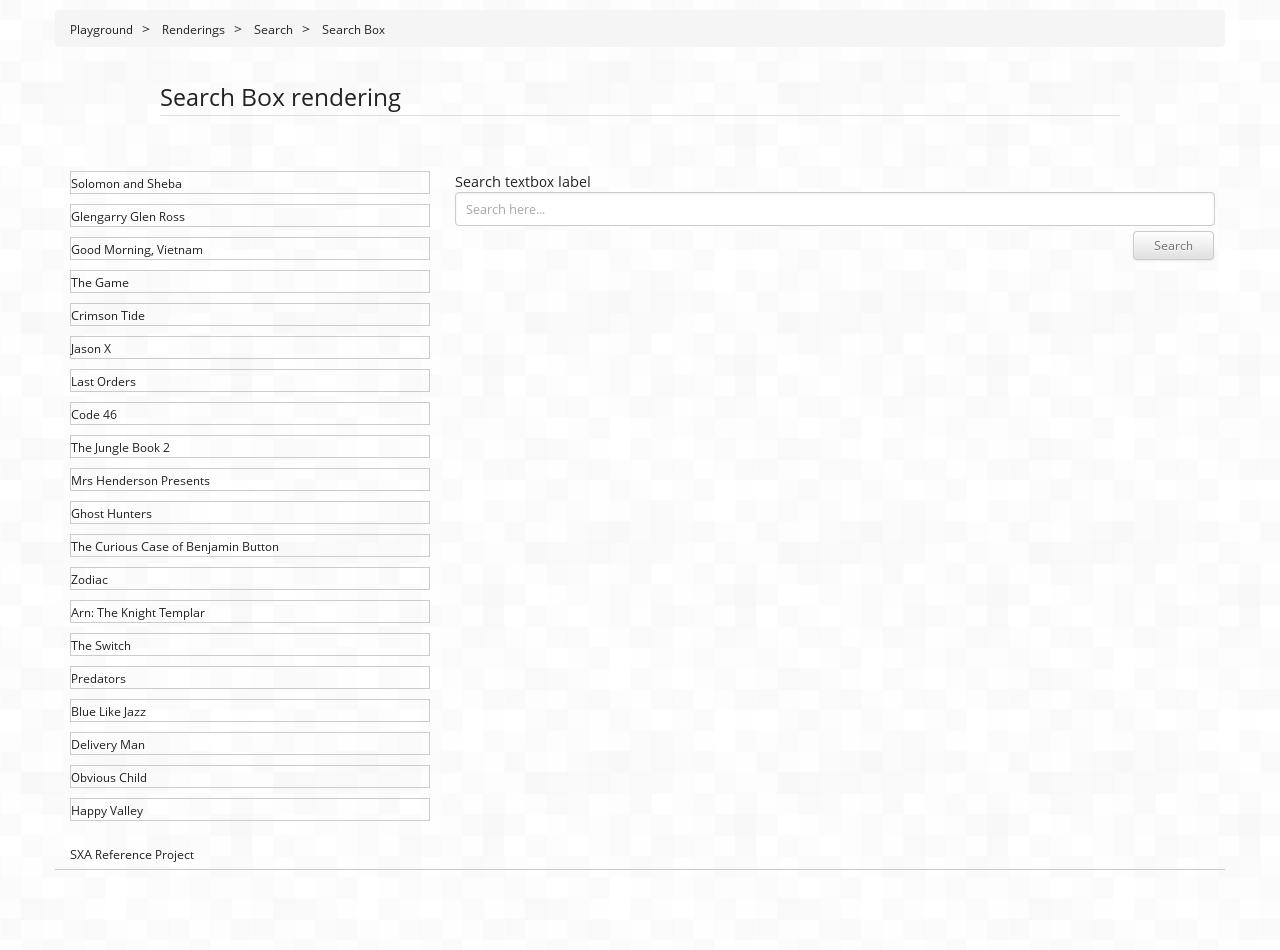 Playground > Renderings > Search > Search Box
Search Box rendering
Solomon and Sheba
Glengarry Glen Ross
Good Morning, Vietnam
The Game
Crimson Tide
Jason X
Last Orders
Code 46
The Jungle Book 2
Mrs Henderson Presents
Ghost Hunters
The Curious Case of Benjamin Button
Zodiac
Arn: The Knight Templar
The Switch
Predators
Blue Like Jazz
Delivery Man
Obvious Child
Happy Valley
Search textbox label
Search here...
Search
SXA Reference Project